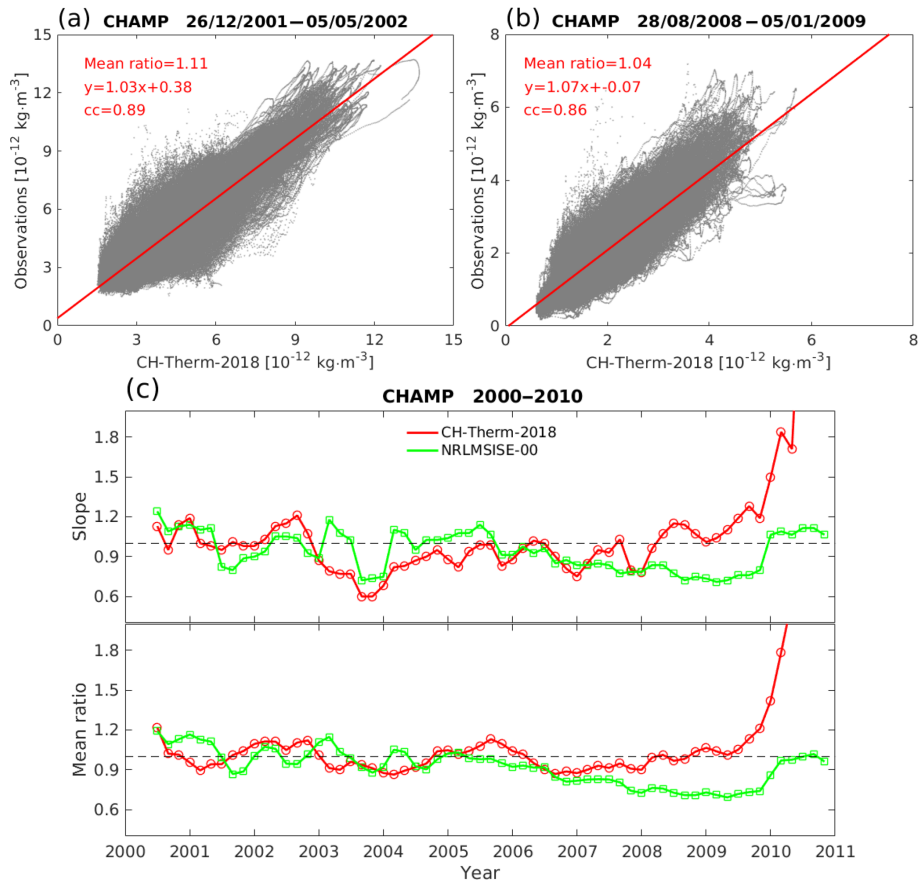 (a) CHAMP 26/12/2001−05/05/2002
15
12
9
6
3
0
Observations [10⁻¹² kg·m⁻³]
Mean ratio=1.11
y=1.03x+0.38
cc=0.89
0 3 6 9 12 15
CH-Therm-2018 [10⁻¹² kg·m⁻³]
(b) CHAMP 28/08/2008−05/01/2009
8
6
4
2
0
Observations [10⁻¹² kg·m⁻³]
Mean ratio=1.04
y=1.07x+-0.07
cc=0.86
0 2 4 6 8
CH-Therm-2018 [10⁻¹² kg·m⁻³]
(c) CHAMP 2000−2010
CH-Therm-2018
NRLMSISE-00
1.8
1.5
1.2
0.9
0.6
Slope
1.8
1.5
1.2
0.9
0.6
Mean ratio
2000 2001 2002 2003 2004 2005 2006 2007 2008 2009 2010 2011
Year